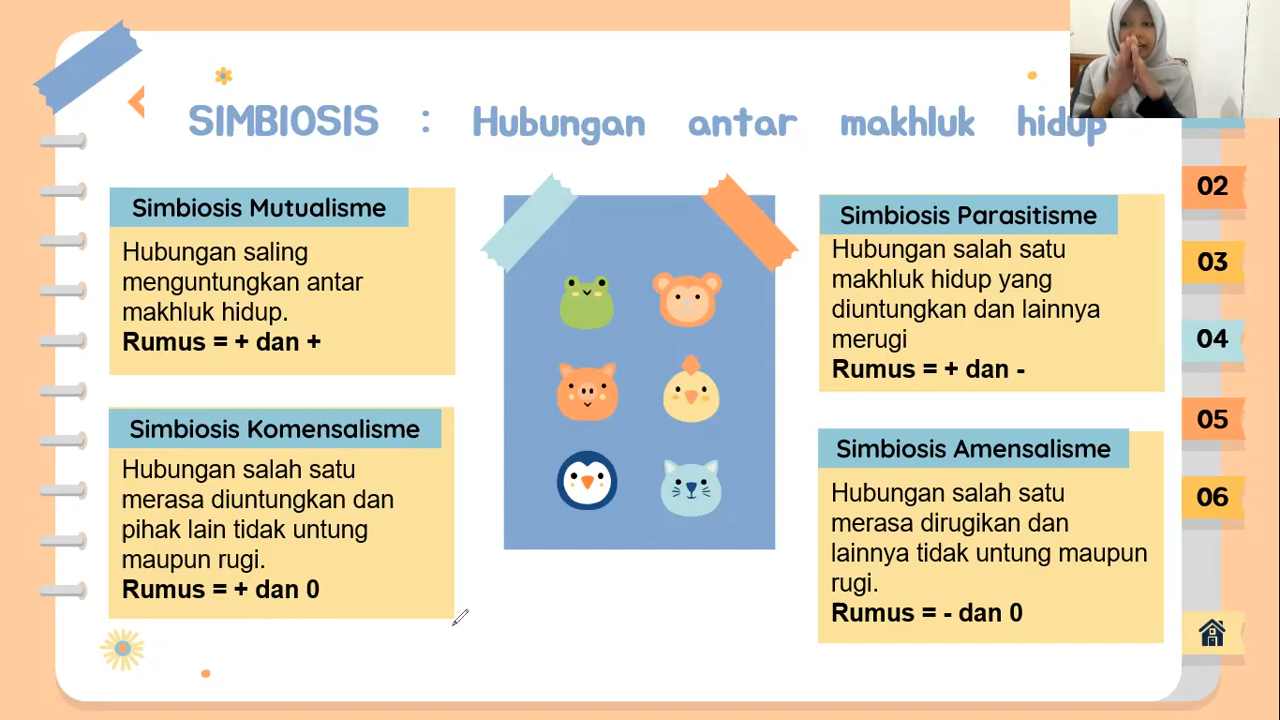 SIMBIOSIS : Hubungan antar makhluk hidup
Simbiosis Mutualisme
Hubungan saling
menguntungkan antar
makhluk hidup.
Rumus = + dan +
Simbiosis Komensalisme
Hubungan salah satu
merasa diuntungkan dan
pihak lain tidak untung
maupun rugi.
Rumus = + dan 0
Simbiosis Parasitisme
Hubungan salah satu
makhluk hidup yang
diuntungkan dan lainnya
merugi
Rumus = + dan -
Simbiosis Amensalisme
Hubungan salah satu
merasa dirugikan dan
lainnya tidak untung maupun
rugi.
Rumus = - dan 0
02
03
04
05
06